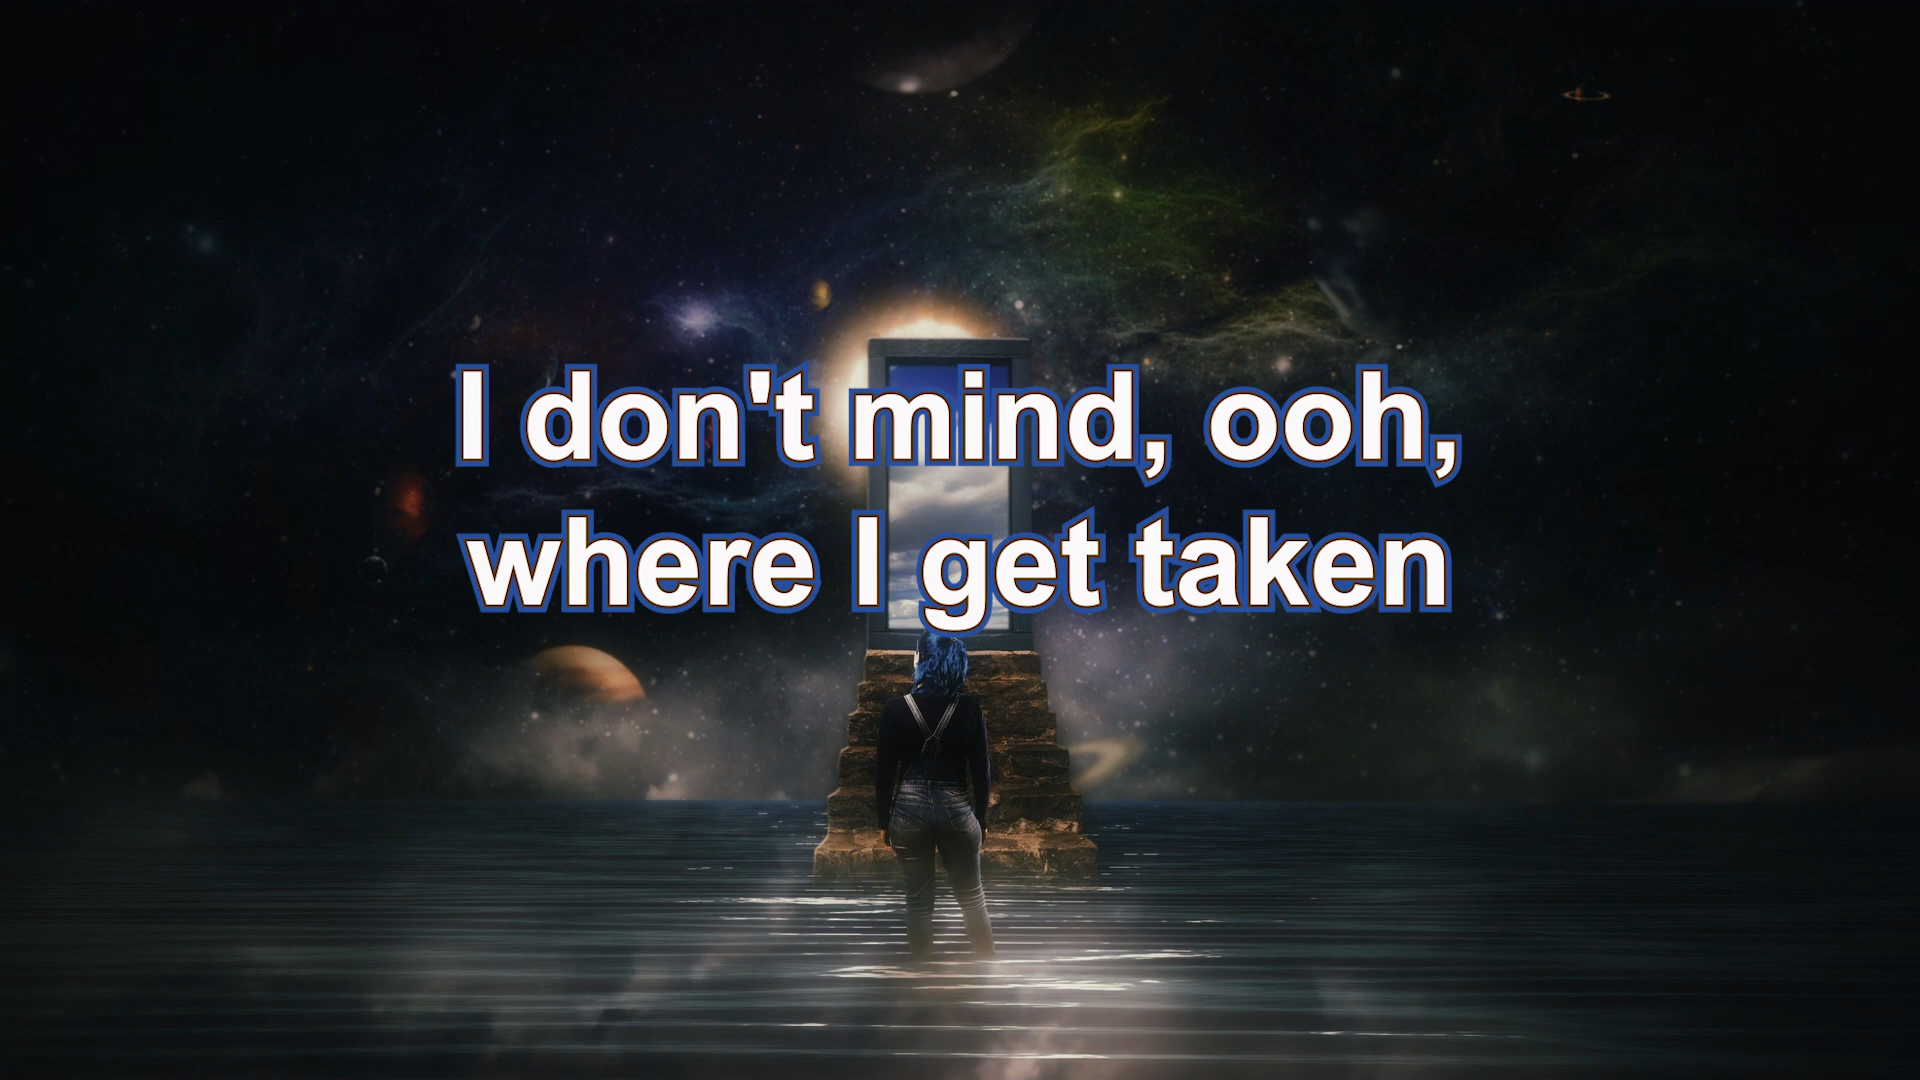 I don't mind, ooh,
where I get taken